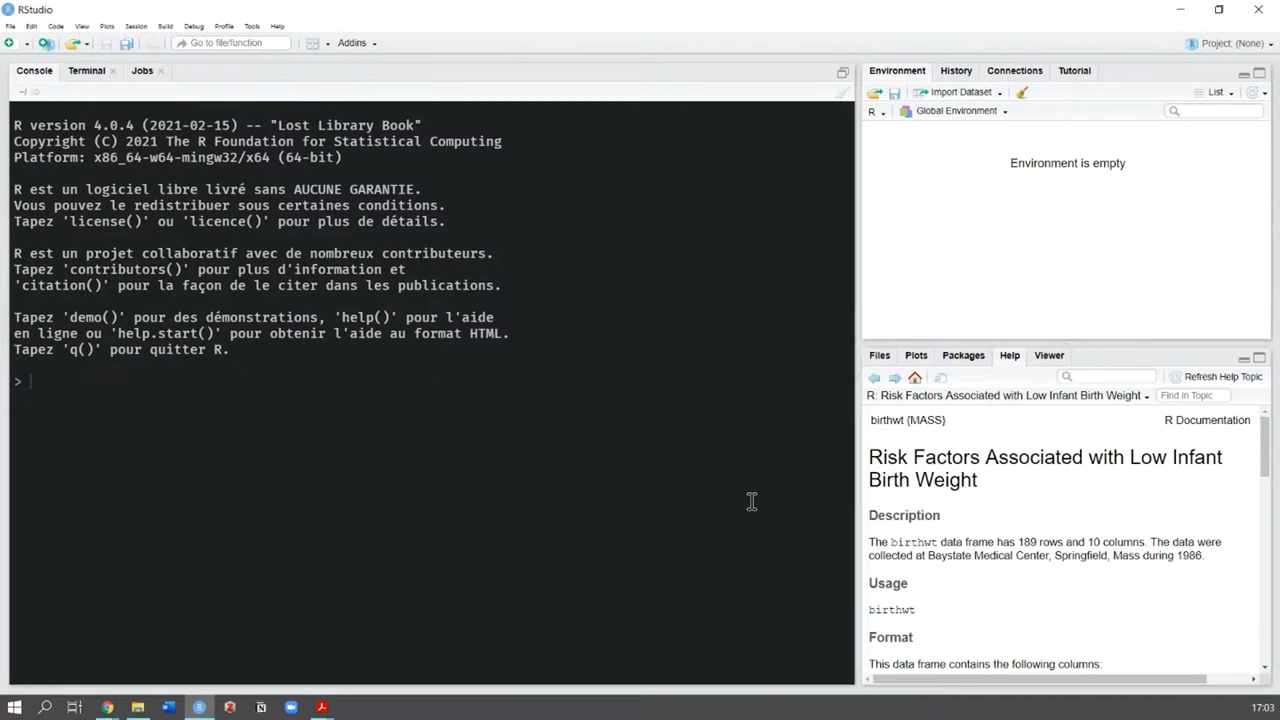 RStudio
File Edit Code View Plots Session Build Debug Profile Tools Help
Go to file/function
Addins
Project: (None)
Console Terminal Jobs
~/
R version 4.0.4 (2021-02-15) -- "Lost Library Book"
Copyright (C) 2021 The R Foundation for Statistical Computing
Platform: x86_64-w64-mingw32/x64 (64-bit)
R est un logiciel libre livré sans AUCUNE GARANTIE.
Vous pouvez le redistribuer sous certaines conditions.
Tapez 'license()' ou 'licence()' pour plus de détails.
R est un projet collaboratif avec de nombreux contributeurs.
Tapez 'contributors()' pour plus d'information et
'citation()' pour la façon de le citer dans les publications.
Tapez 'demo()' pour des démonstrations, 'help()' pour l'aide
en ligne ou 'help.start()' pour obtenir l'aide au format HTML.
Tapez 'q()' pour quitter R.
>
Environment History Connections Tutorial
Import Dataset
List
R
Global Environment
Environment is empty
Files Plots Packages Help Viewer
Refresh Help Topic
R: Risk Factors Associated with Low Infant Birth Weight
Find in Topic
birthwt {MASS}
R Documentation
Risk Factors Associated with Low Infant
Birth Weight
Description
The birthwt data frame has 189 rows and 10 columns. The data were
collected at Baystate Medical Center, Springfield, Mass during 1986.
Usage
birthwt
Format
This data frame contains the following columns:
17:03